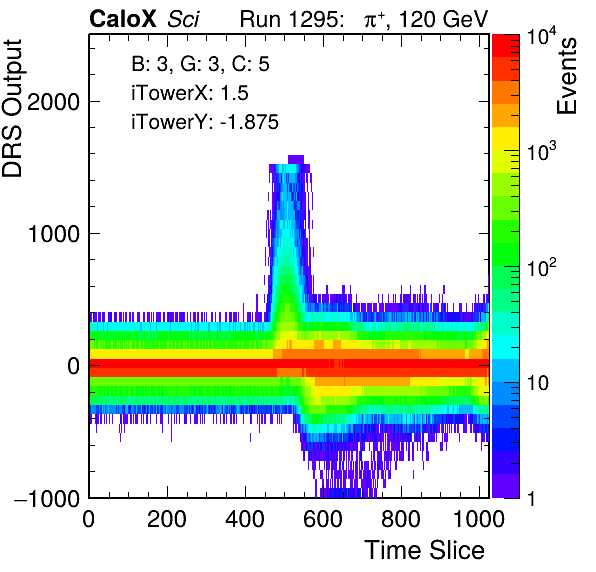 CaloX Sci Run 1295: π⁺, 120 GeV
B: 3, G: 3, C: 5
iTowerX: 1.5
iTowerY: -1.875
DRS Output
2000
1000
0
−1000
0 200 400 600 800 1000
Time Slice
10⁴
10³
10²
10
1
Events